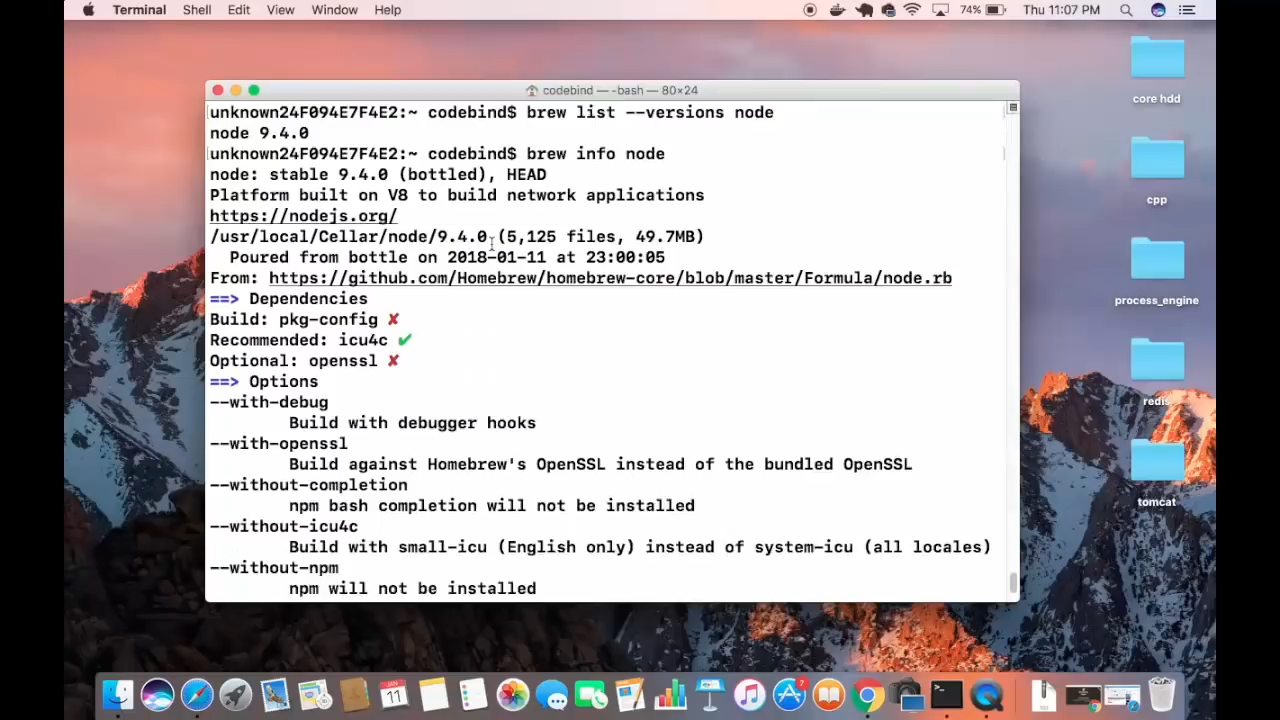 Terminal Shell Edit View Window Help 74% Thu 11:07 PM
codebind — -bash — 80×24
unknown24F094E7F4E2:~ codebind$ brew list --versions node
node 9.4.0
unknown24F094E7F4E2:~ codebind$ brew info node
node: stable 9.4.0 (bottled), HEAD
Platform built on V8 to build network applications
https://nodejs.org/
/usr/local/Cellar/node/9.4.0 (5,125 files, 49.7MB)
  Poured from bottle on 2018-01-11 at 23:00:05
From: https://github.com/Homebrew/homebrew-core/blob/master/Formula/node.rb
==> Dependencies
Build: pkg-config ✘
Recommended: icu4c ✔
Optional: openssl ✘
==> Options
--with-debug
        Build with debugger hooks
--with-openssl
        Build against Homebrew's OpenSSL instead of the bundled OpenSSL
--without-completion
        npm bash completion will not be installed
--without-icu4c
        Build with small-icu (English only) instead of system-icu (all locales)
--without-npm
        npm will not be installed
core hdd
cpp
process_engine
redis
tomcat
11
7